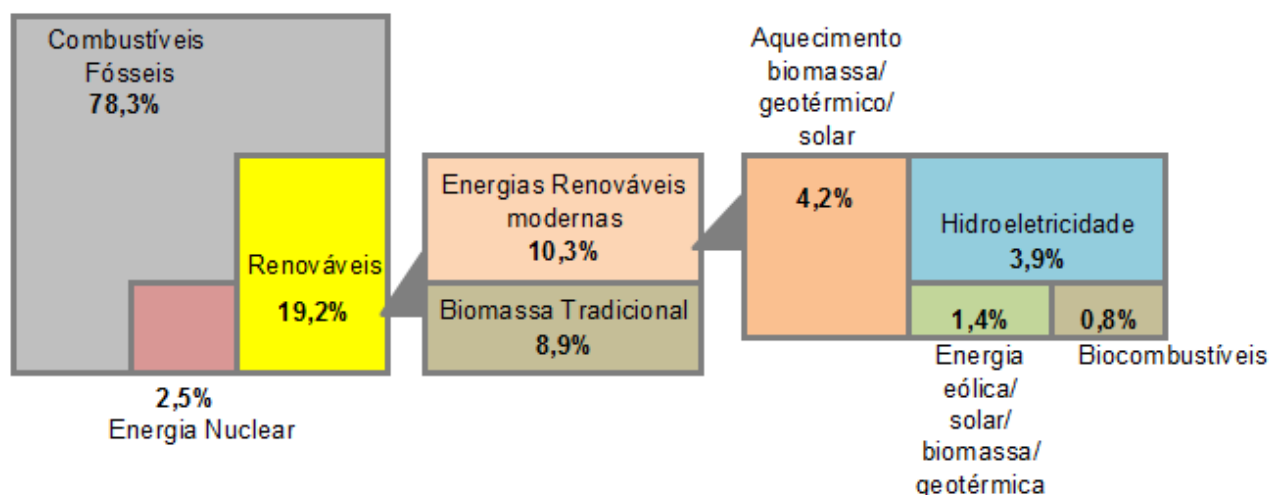 Combustíveis
Fósseis
78,3%
Renováveis
19,2%
2,5%
Energia Nuclear
Energias Renováveis
modernas
10,3%
Biomassa Tradicional
8,9%
Aquecimento
biomassa/
geotérmico/
solar
4,2%
Hidroeletricidade
3,9%
1,4%
Energia
eólica/
solar/
biomassa/
geotérmica
0,8%
Biocombustíveis